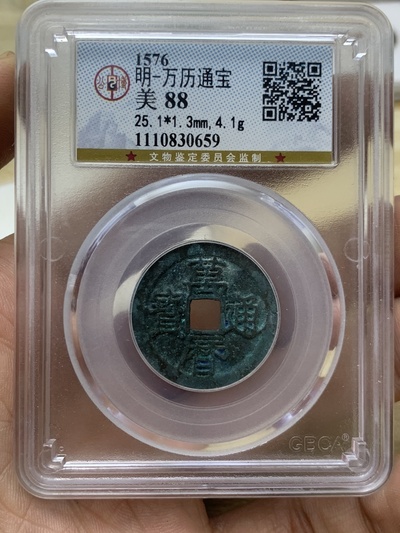 1576
明-万历通宝
美 88
25.1*1.3mm,4.1g
1110830659
★ 文物鉴定委员会监制 ★
萬曆通寶
GBCA®